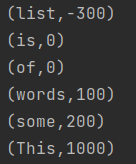 (list,-300)
(is,0)
(of,0)
(words,100)
(some,200)
(This,1000)